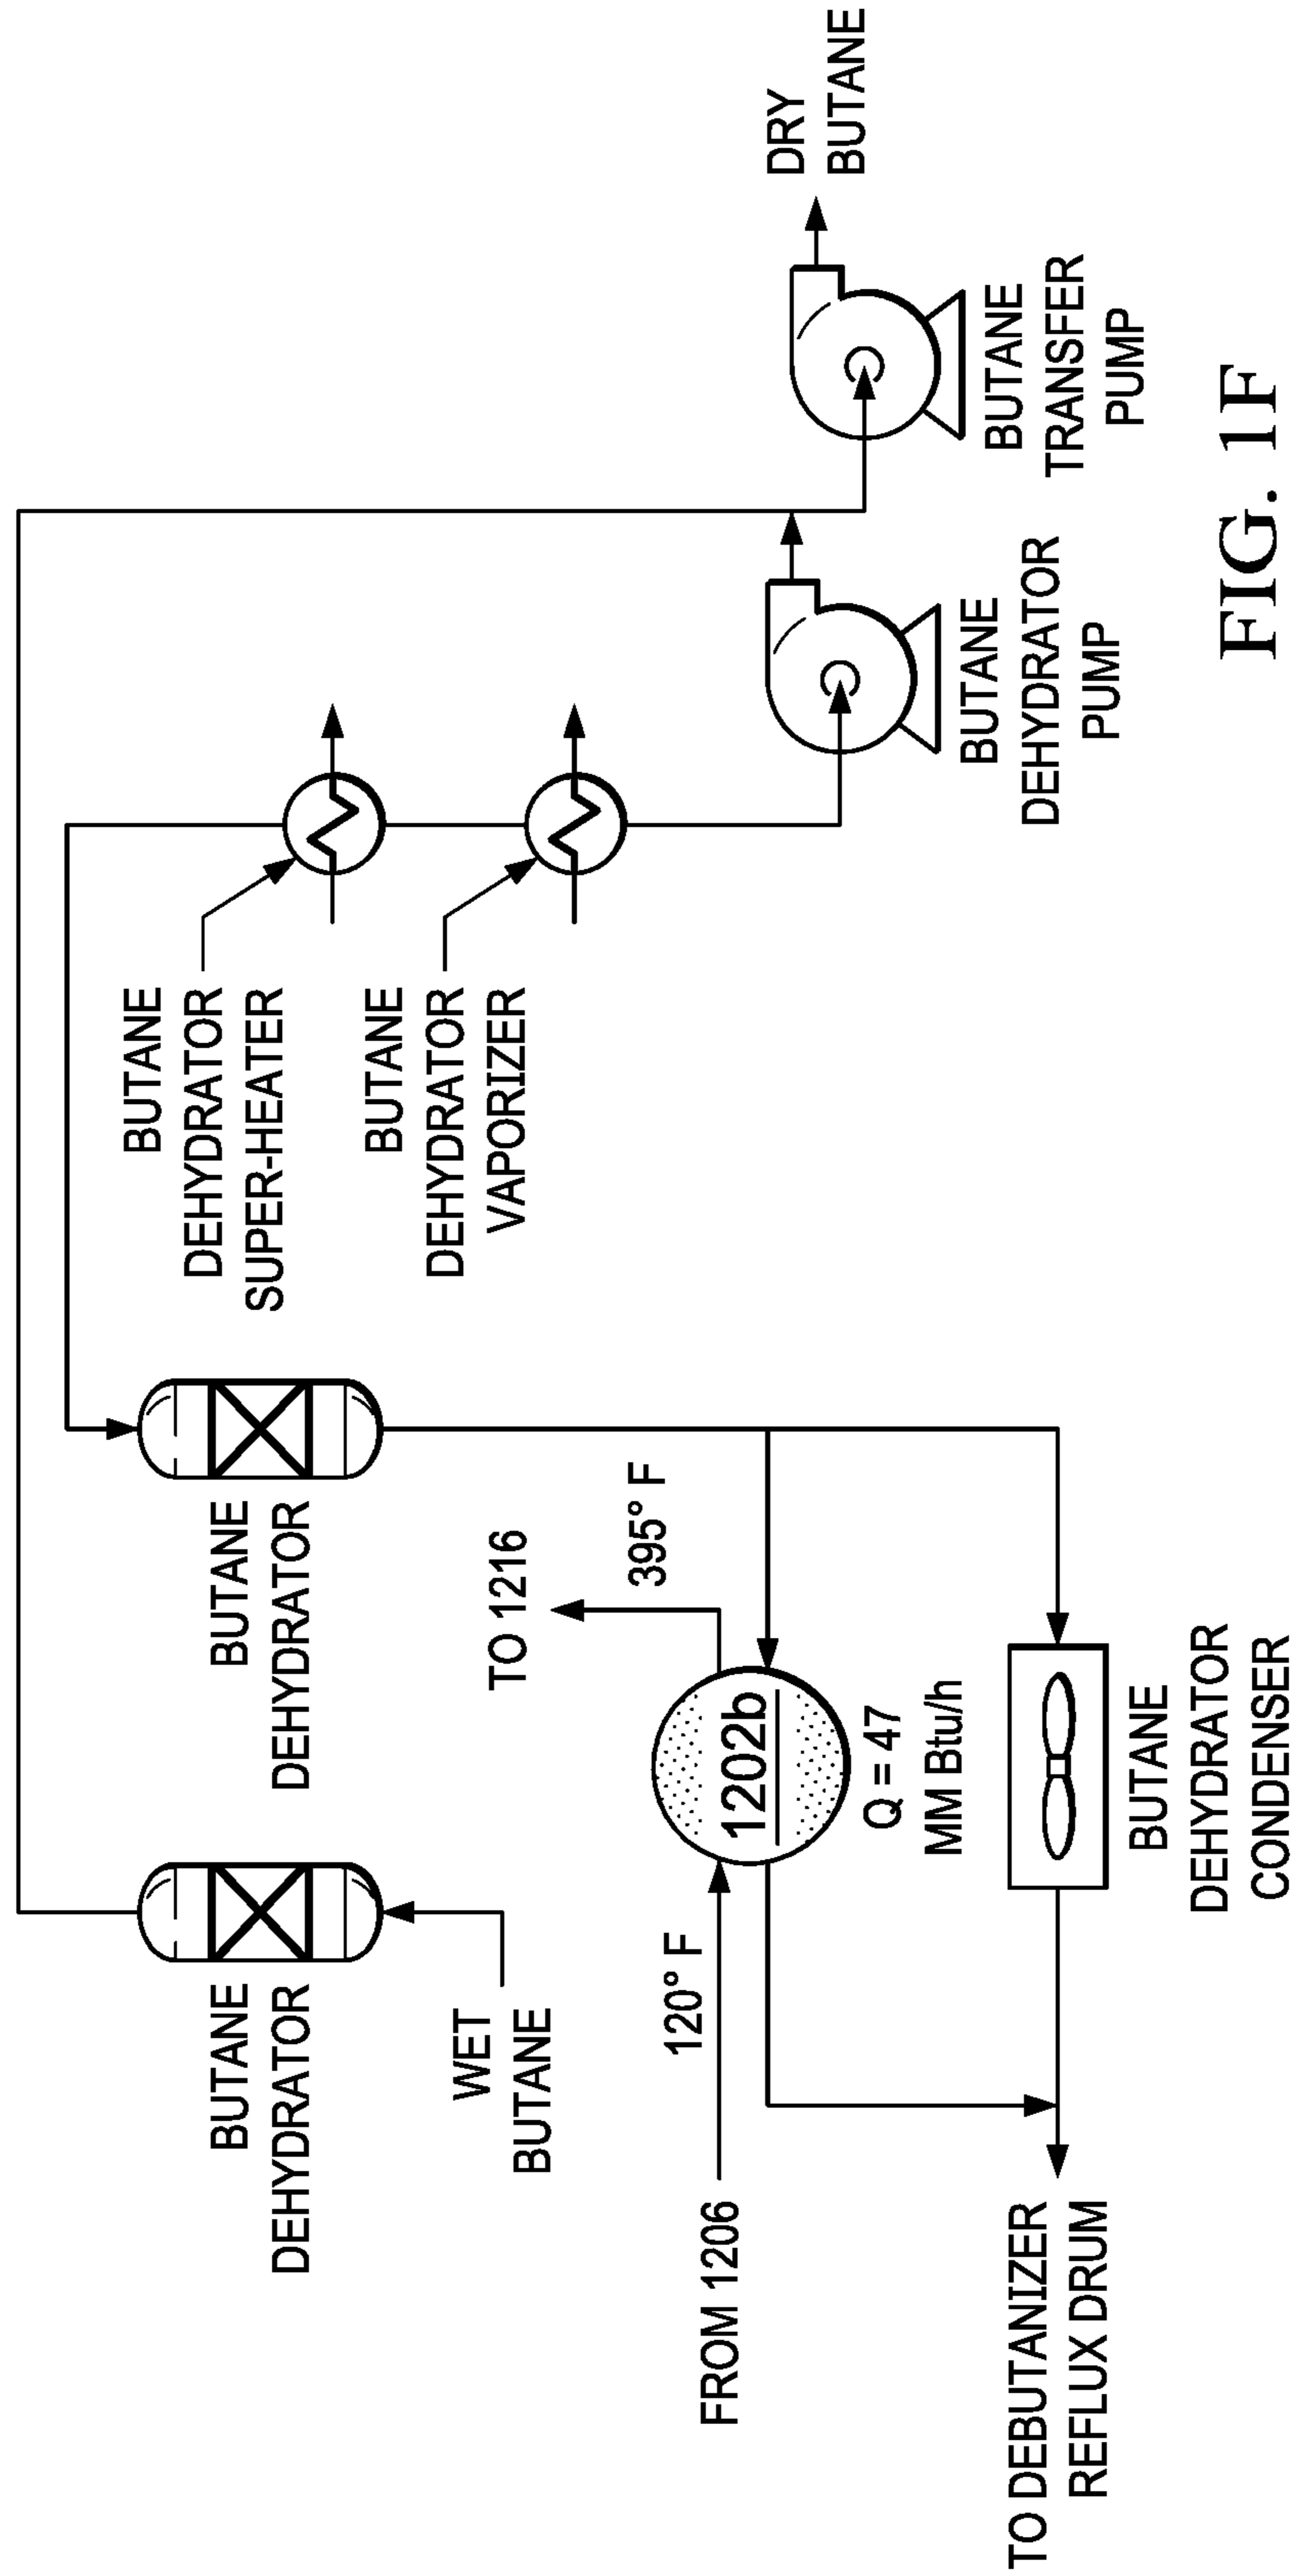 BUTANE
DEHYDRATOR
WET
BUTANE
FROM 1206
120° F
TO DEBUTANIZER
REFLUX DRUM
BUTANE
DEHYDRATOR
TO 1216
395° F
1202b
Q = 47
MM Btu/h
BUTANE
DEHYDRATOR
CONDENSER
BUTANE
DEHYDRATOR
SUPER-HEATER
BUTANE
DEHYDRATOR
VAPORIZER
BUTANE
DEHYDRATOR
PUMP
BUTANE
TRANSFER
PUMP
DRY
BUTANE
FIG. 1F